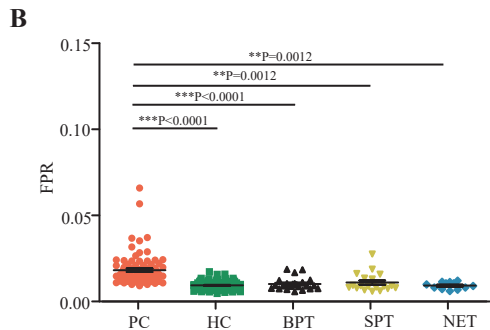 B
0.15
**P=0.0012
**P=0.0012
***P<0.0001
***P<0.0001
0.10
FPR
0.05
0.00
PC HC BPT SPT NET